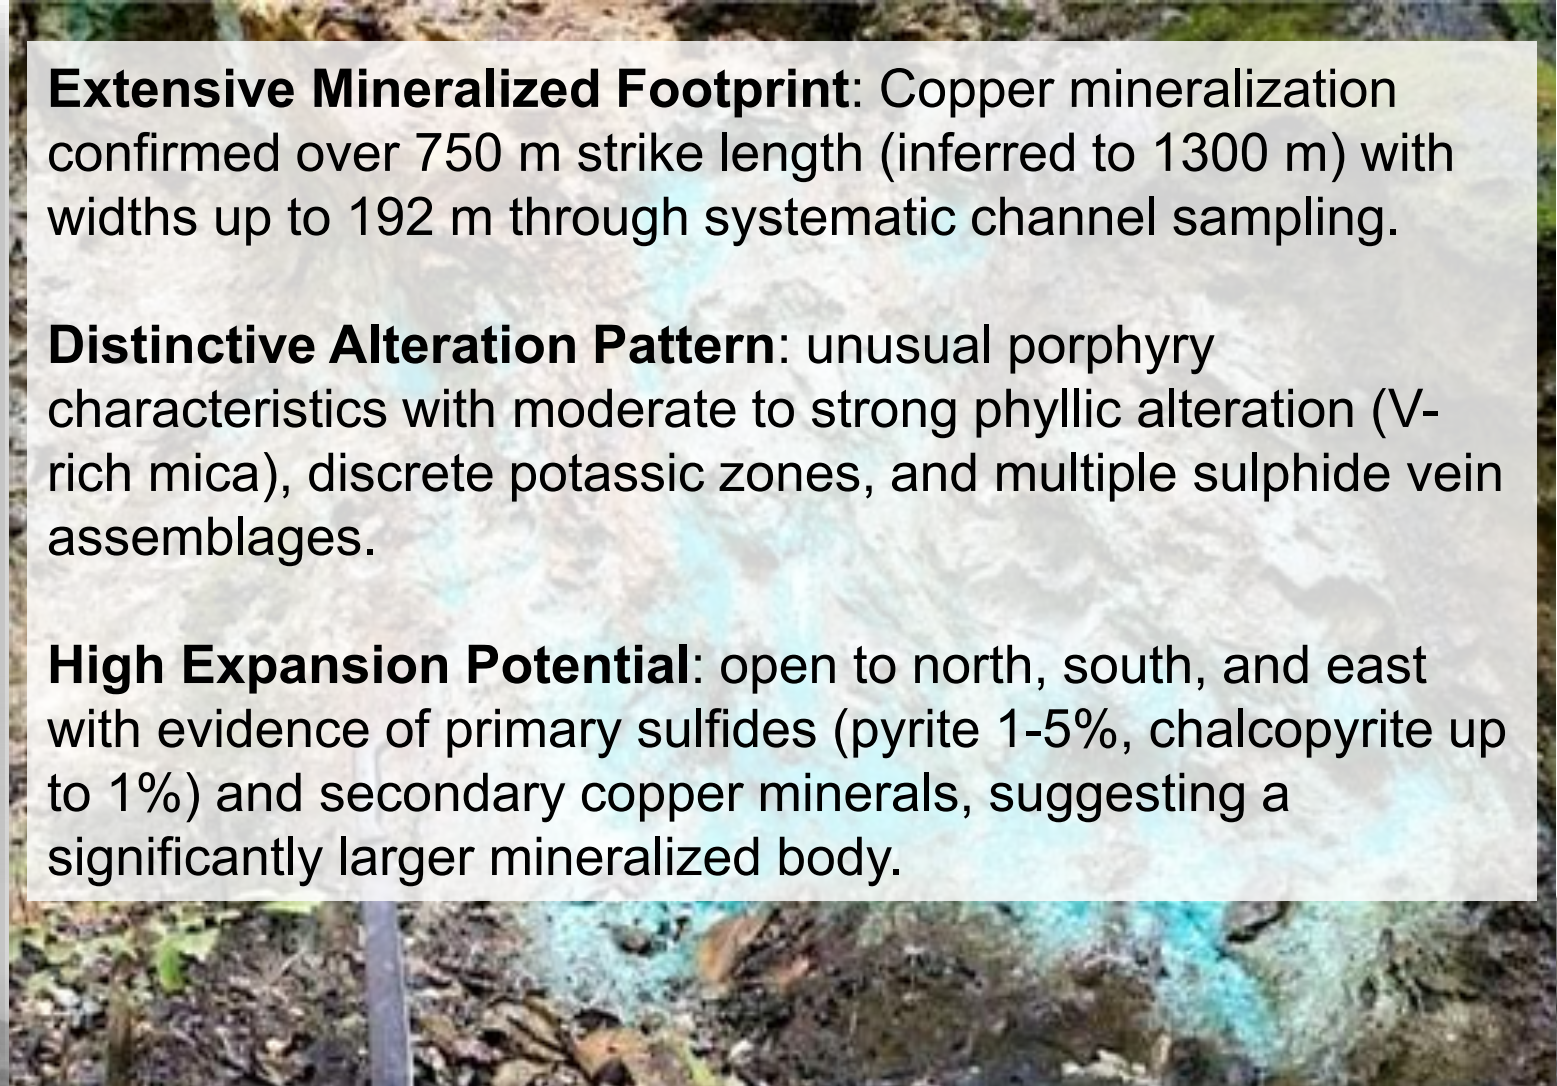 Extensive Mineralized Footprint: Copper mineralization
confirmed over 750 m strike length (inferred to 1300 m) with
widths up to 192 m through systematic channel sampling.
Distinctive Alteration Pattern: unusual porphyry
characteristics with moderate to strong phyllic alteration (V-
rich mica), discrete potassic zones, and multiple sulphide vein
assemblages.
High Expansion Potential: open to north, south, and east
with evidence of primary sulfides (pyrite 1-5%, chalcopyrite up
to 1%) and secondary copper minerals, suggesting a
significantly larger mineralized body.